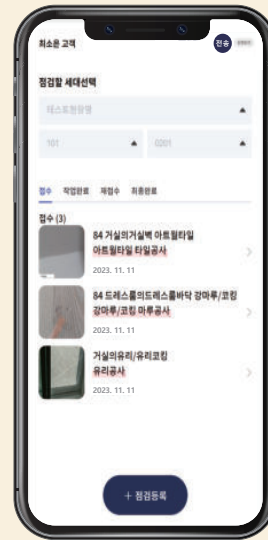 최소윤 고객
전송
점검할 세대선택
테스트현장명
101
0201
접수 작업완료 재접수 최종완료
접수 (3)
84 거실의거실벽 아트월타일
아트월타일 타일공사
2023. 11. 11
84 드레스룸의드레스룸바닥 강마루/코킹
강마루/코킹 마루공사
2023. 11. 11
거실의유리/유리코킹
유리공사
2023. 11. 11
+ 점검등록